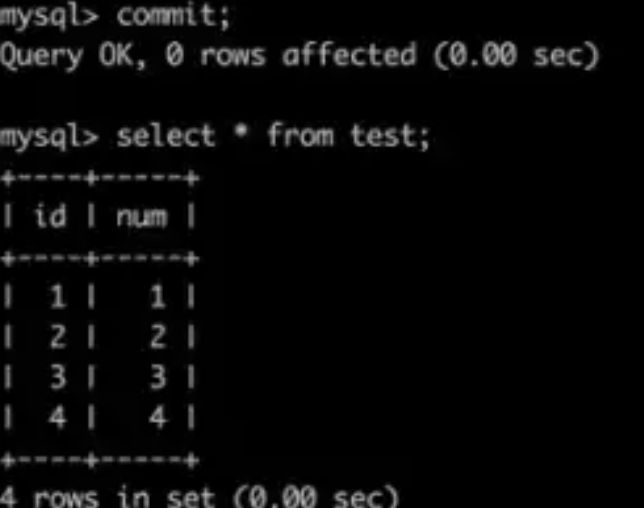 mysql> commit;
Query OK, 0 rows affected (0.00 sec)
mysql> select * from test;
+----+-----+
| id | num |
+----+-----+
|  1 |   1 |
|  2 |   2 |
|  3 |   3 |
|  4 |   4 |
+----+-----+
4 rows in set (0.00 sec)